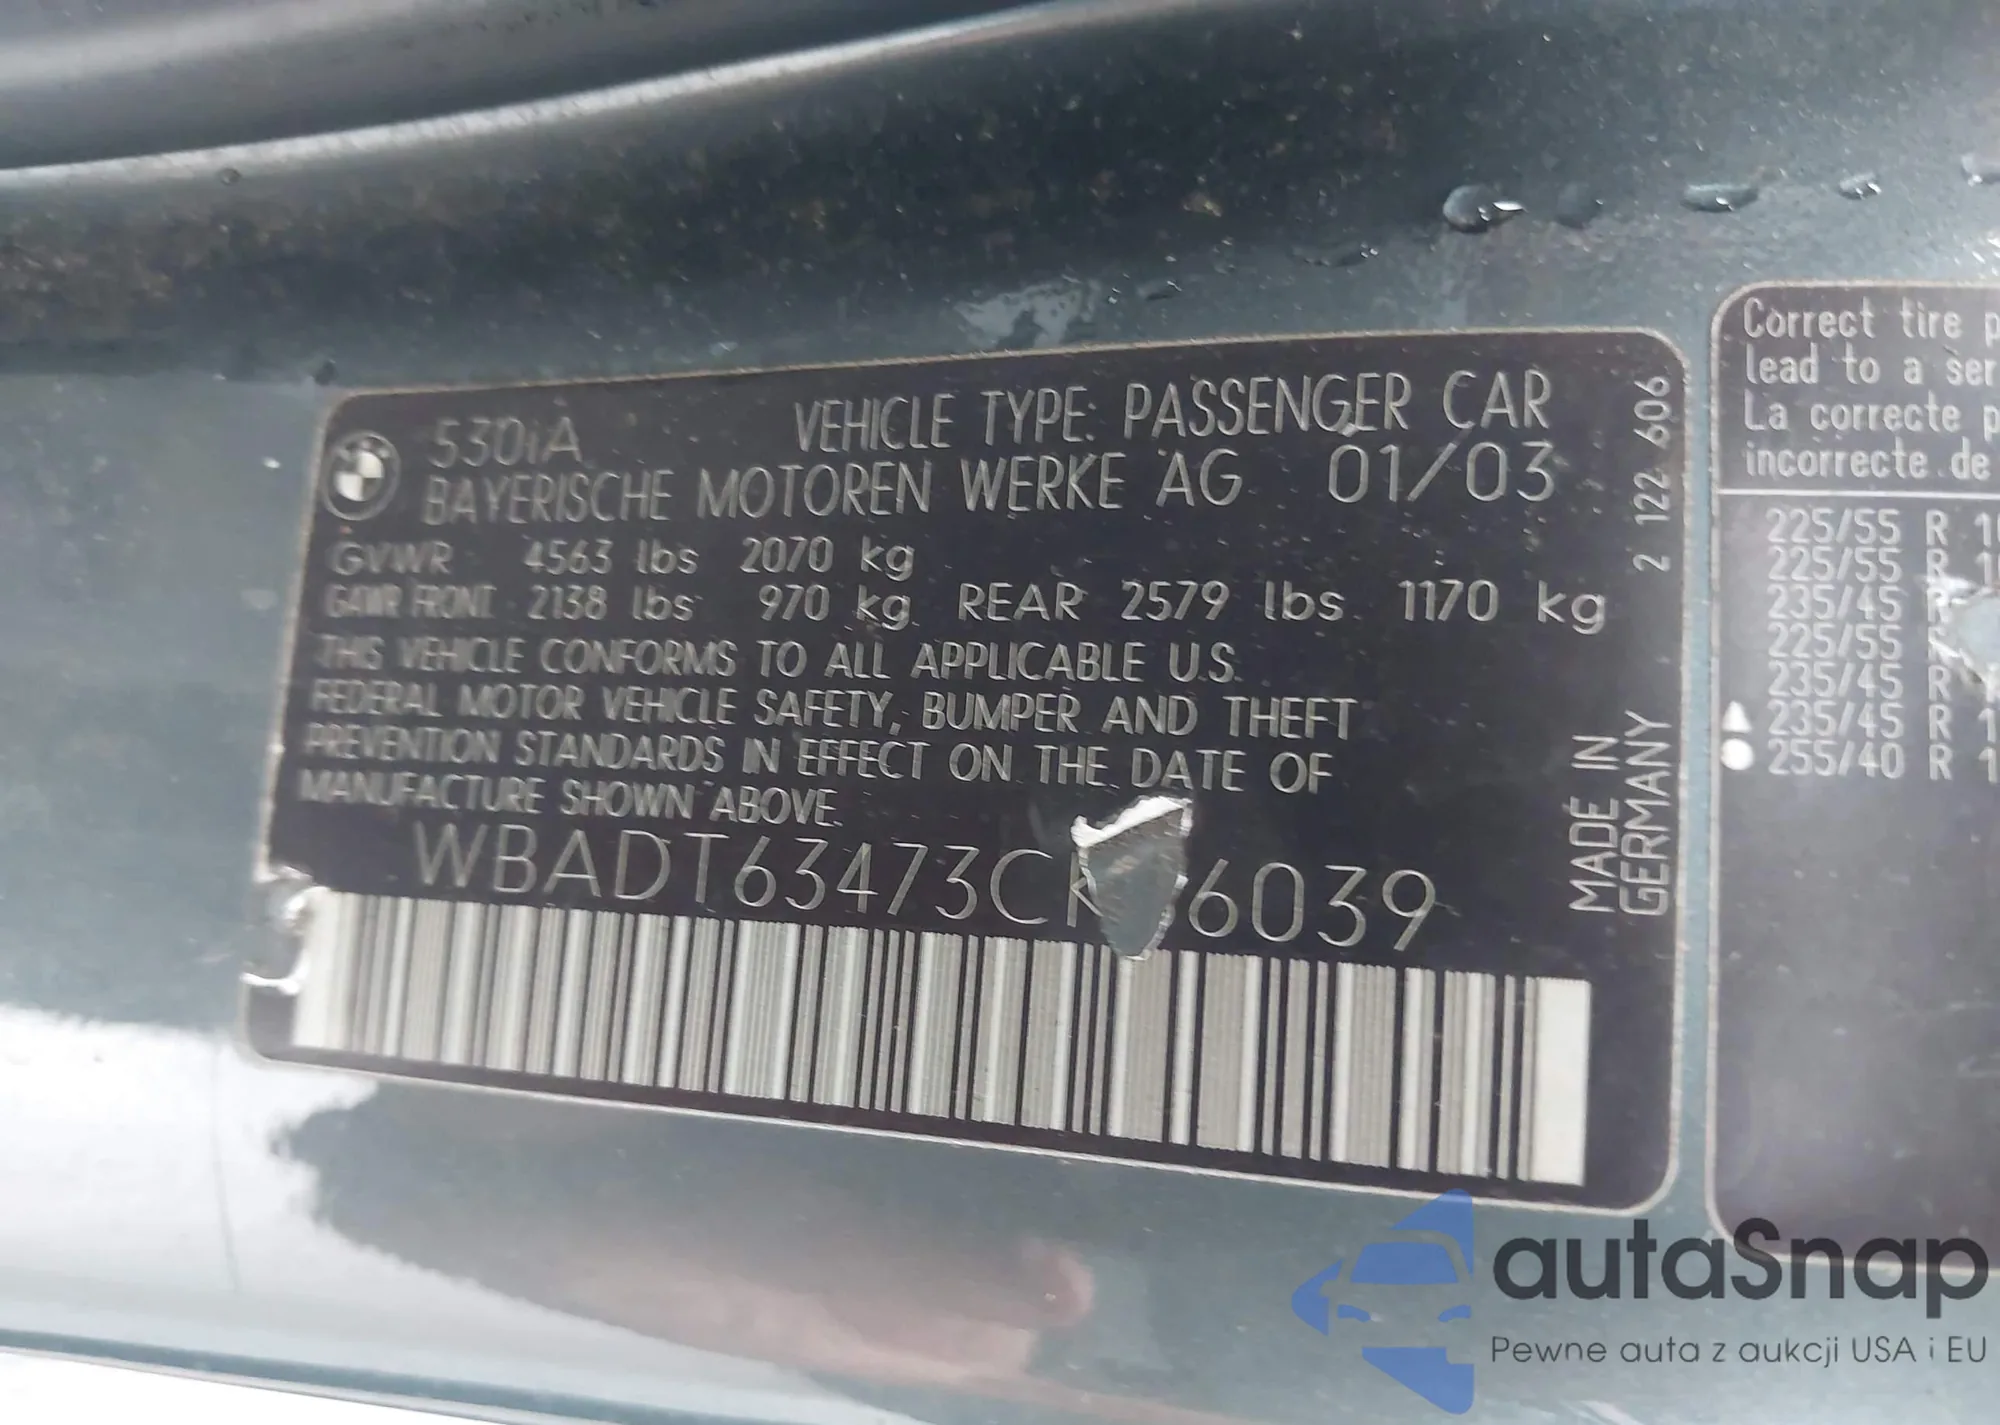 5301A VEHICLE TYPE: PASSENGER CAR
BAYERISCHE MOTOREN WERKE AG 01/03
GVWR 4563 lbs 2070 kg
GAWR FRONT 2138 lbs 970 kg REAR 2579 lbs 1170 kg
THIS VEHICLE CONFORMS TO ALL APPLICABLE U.S.
FEDERAL MOTOR VEHICLE SAFETY, BUMPER AND THEFT
PREVENTION STANDARDS IN EFFECT ON THE DATE OF
MANUFACTURE SHOWN ABOVE.
2 122 606
MADE IN
GERMANY
Correct tire
lead to a
La correcte
incorrecte de
225/55 R
225/55 R
235/45 R
225/55 R
235/45 R
235/45 R
255/40 R
autaSnap
Pewne auta z aukcji USA i EU